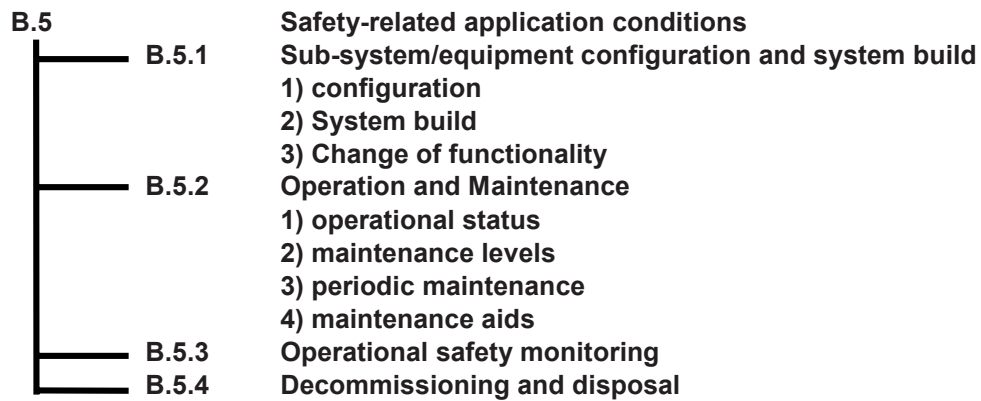 B.5 Safety-related application conditions
B.5.1 Sub-system/equipment configuration and system build
1) configuration
2) System build
3) Change of functionality
B.5.2 Operation and Maintenance
1) operational status
2) maintenance levels
3) periodic maintenance
4) maintenance aids
B.5.3 Operational safety monitoring
B.5.4 Decommissioning and disposal